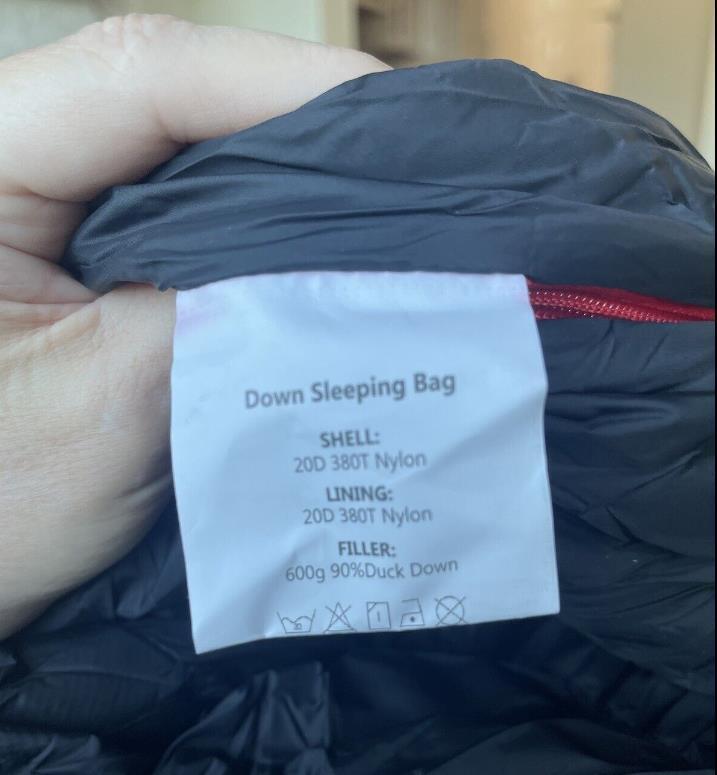 Down Sleeping Bag
SHELL:
20D 380T Nylon
LINING:
20D 380T Nylon
FILLER:
600g 90%Duck Down